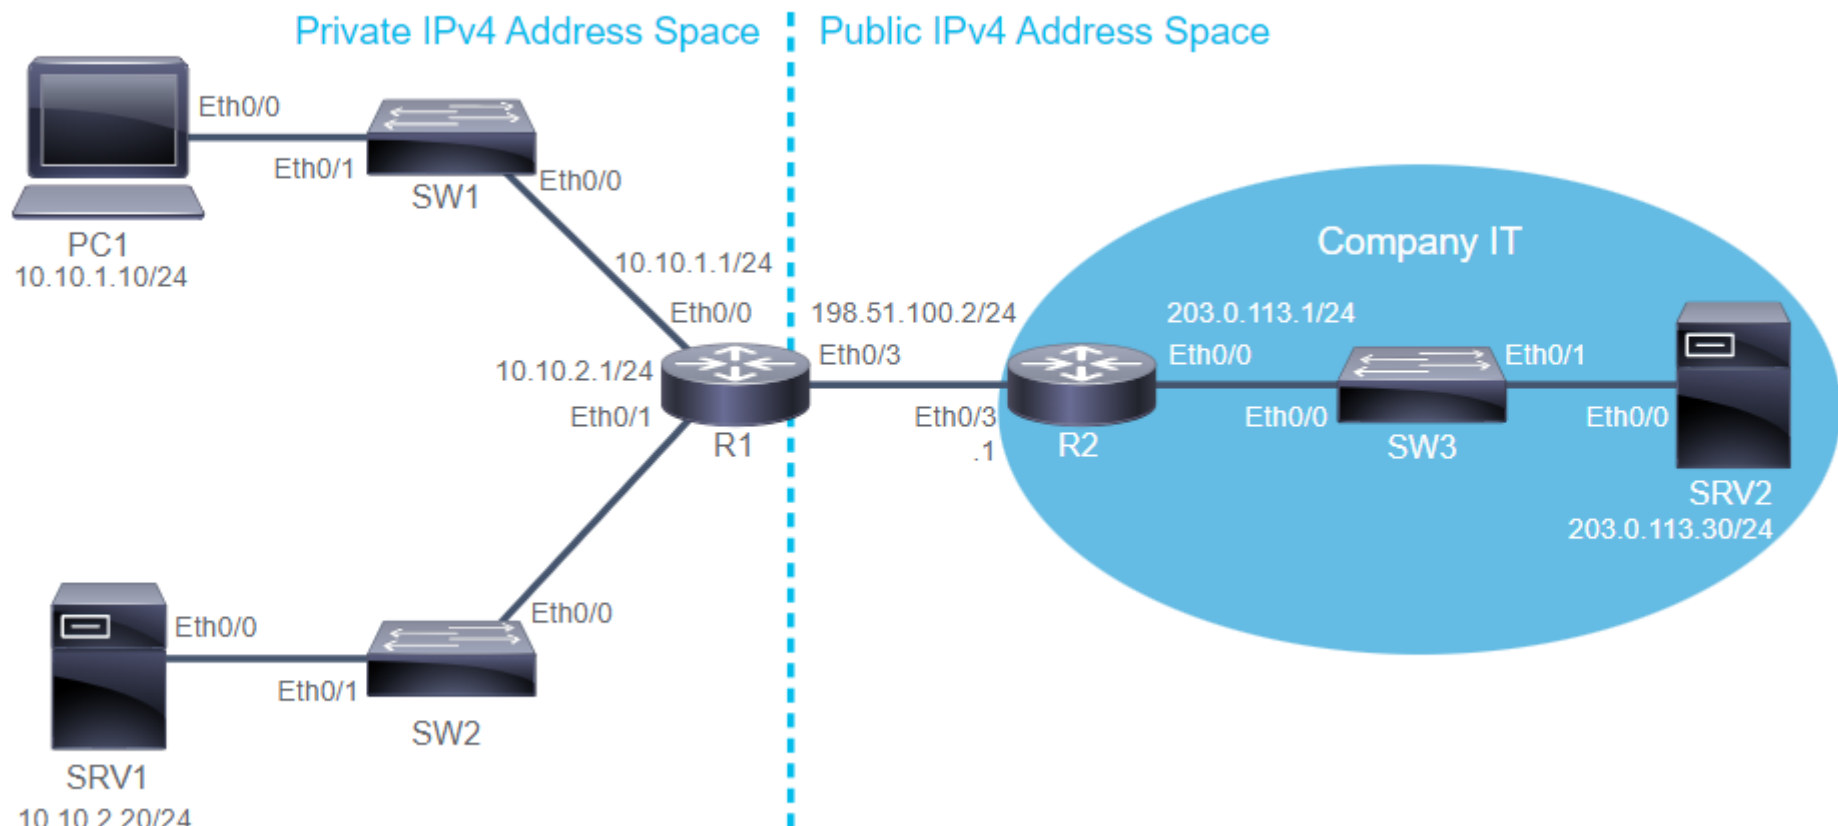 Private IPv4 Address Space
Public IPv4 Address Space
Eth0/0
Eth0/1
SW1
Eth0/0
PC1
10.10.1.10/24
10.10.1.1/24
Eth0/0
10.10.2.1/24
Eth0/1
R1
198.51.100.2/24
Eth0/3
Company IT
203.0.113.1/24
Eth0/0
Eth0/1
Eth0/3
.1
R2
Eth0/0
SW3
Eth0/0
SRV2
203.0.113.30/24
Eth0/0
Eth0/0
Eth0/1
SW2
SRV1
10.10.2.20/24